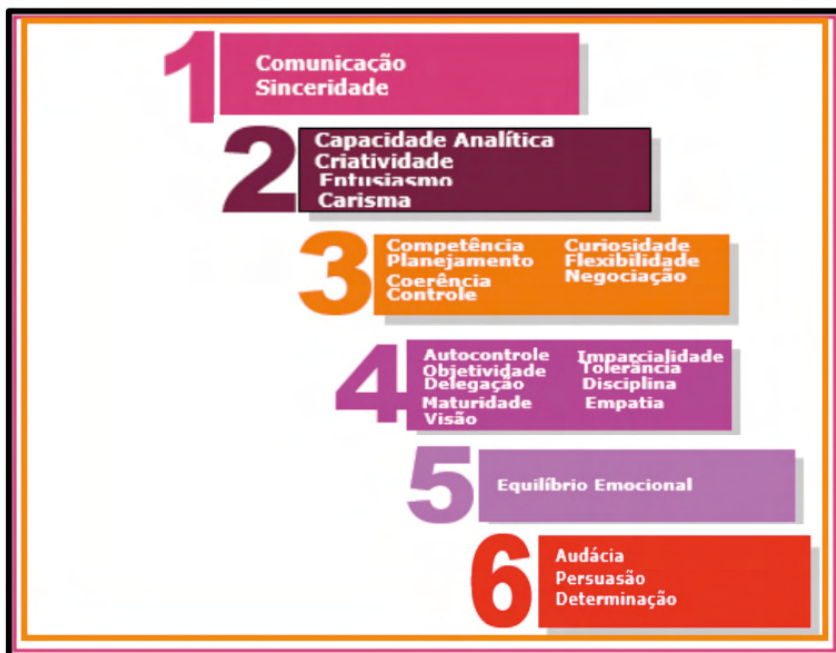 1
Comunicação
Sinceridade
2
Capacidade Analítica
Criatividade
Entusiasmo
Carisma
3
Competência
Planejamento
Coerência
Controle
Curiosidade
Flexibilidade
Negociação
4
Autocontrole
Objetividade
Delegação
Maturidade
Visão
Imparcialidade
Tolerância
Disciplina
Empatia
5
Equilíbrio Emocional
6
Audácia
Persuasão
Determinação